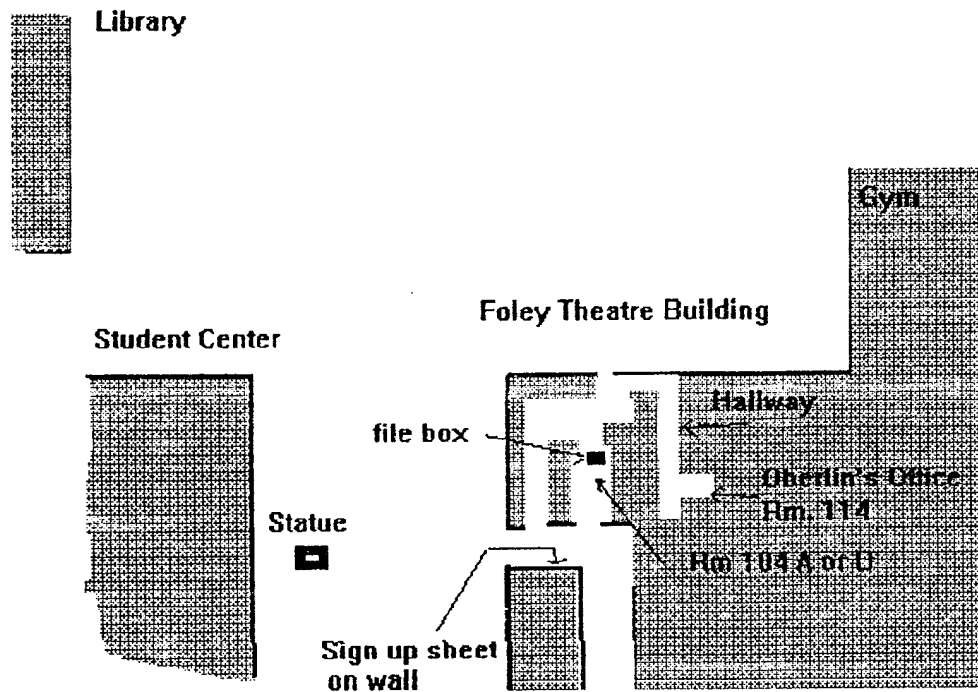 Library
Gym
Foley Theatre Building
Student Center
Hallway
file box
Oberlin's Office
Rm. 114
Statue
Rm 104 A or
Sign up sheet
on wall